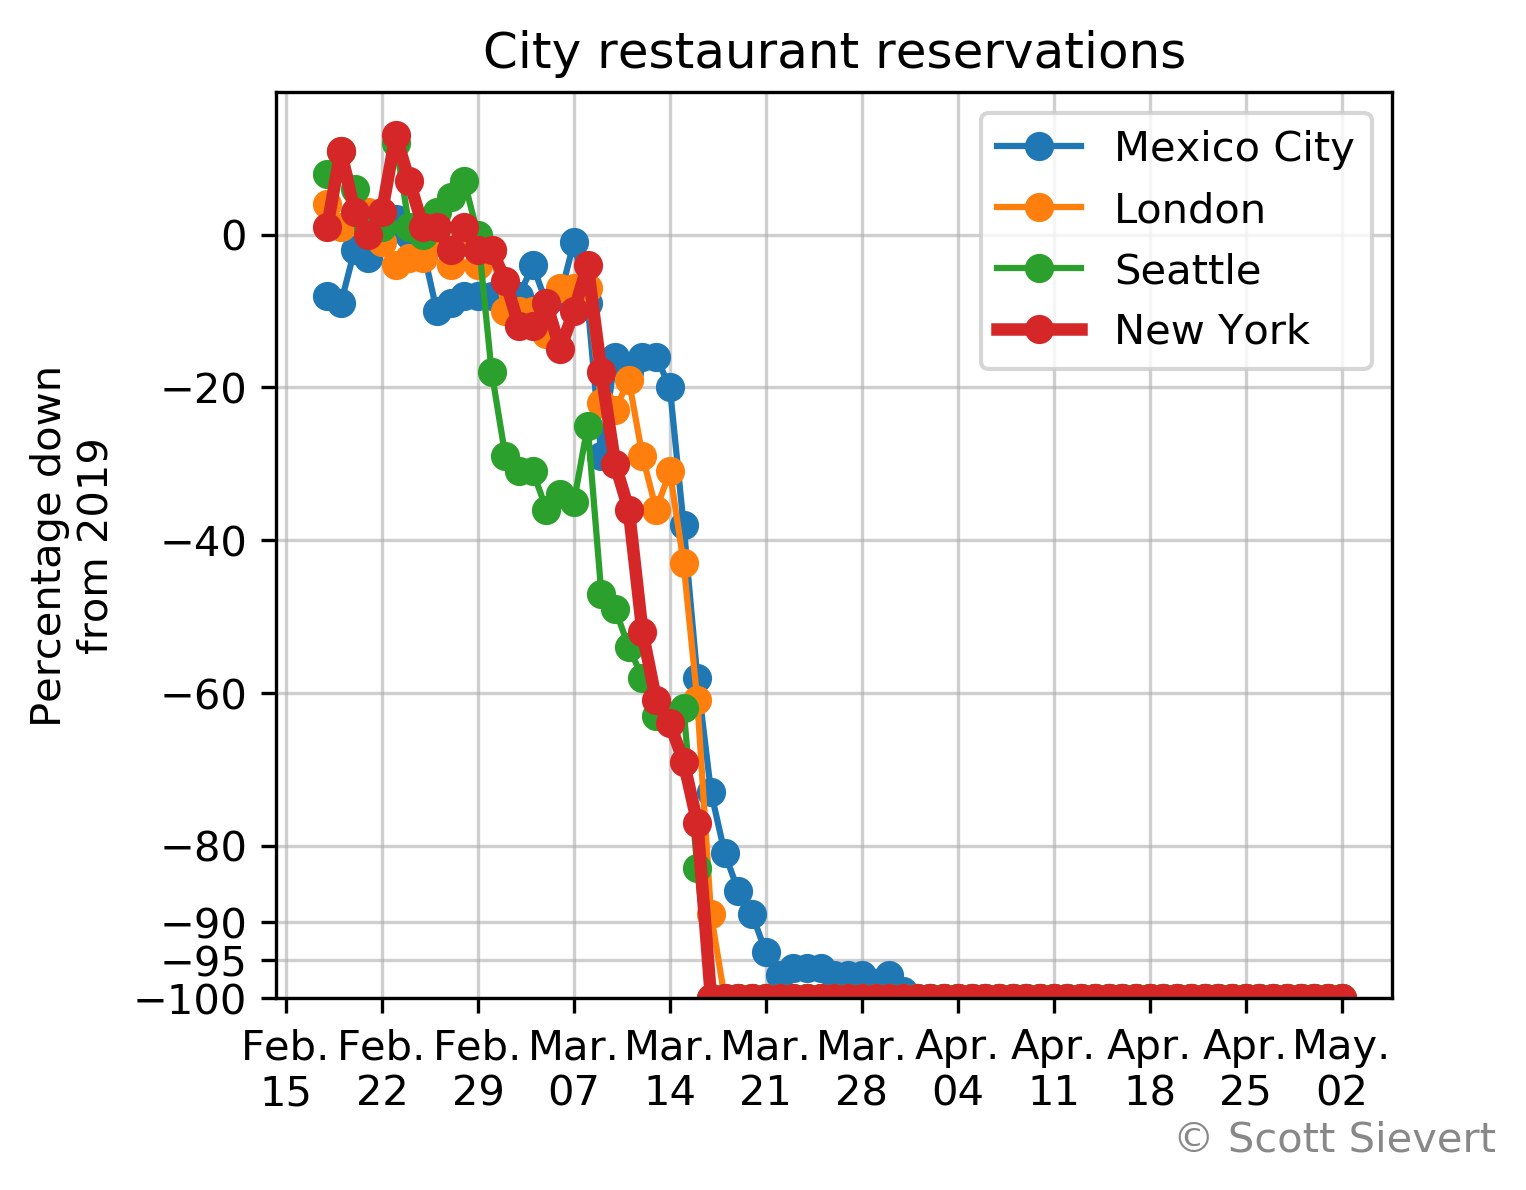 City restaurant reservations
Mexico City
London
Seattle
New York
Percentage down
from 2019
0
−20
−40
−60
−80
−90
−95
−100
Feb. Feb. Feb. Mar. Mar. Mar. Mar. Apr. Apr. Apr. Apr. May.
15 22 29 07 14 21 28 04 11 18 25 02
© Scott Sievert